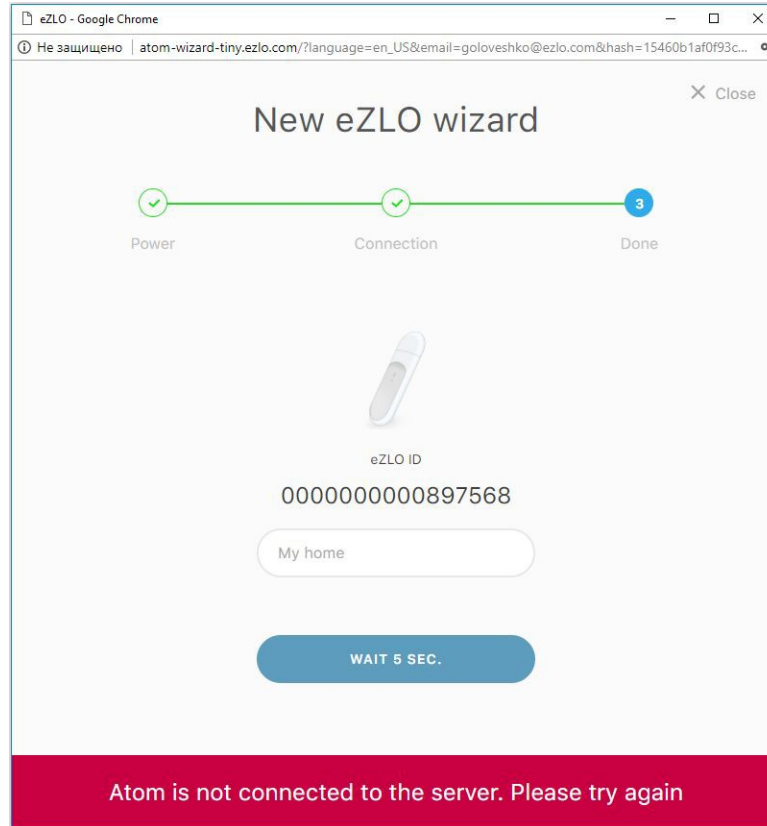 eZLO - Google Chrome
Не защищено | atom-wizard-tiny.ezlo.com/?language=en_US&email=goloveshko@ezlo.com&hash=15460b1af0f93c...
Close
New eZLO wizard
3
Power Connection Done
eZLO ID
0000000000897568
My home
WAIT 5 SEC.
Atom is not connected to the server. Please try again